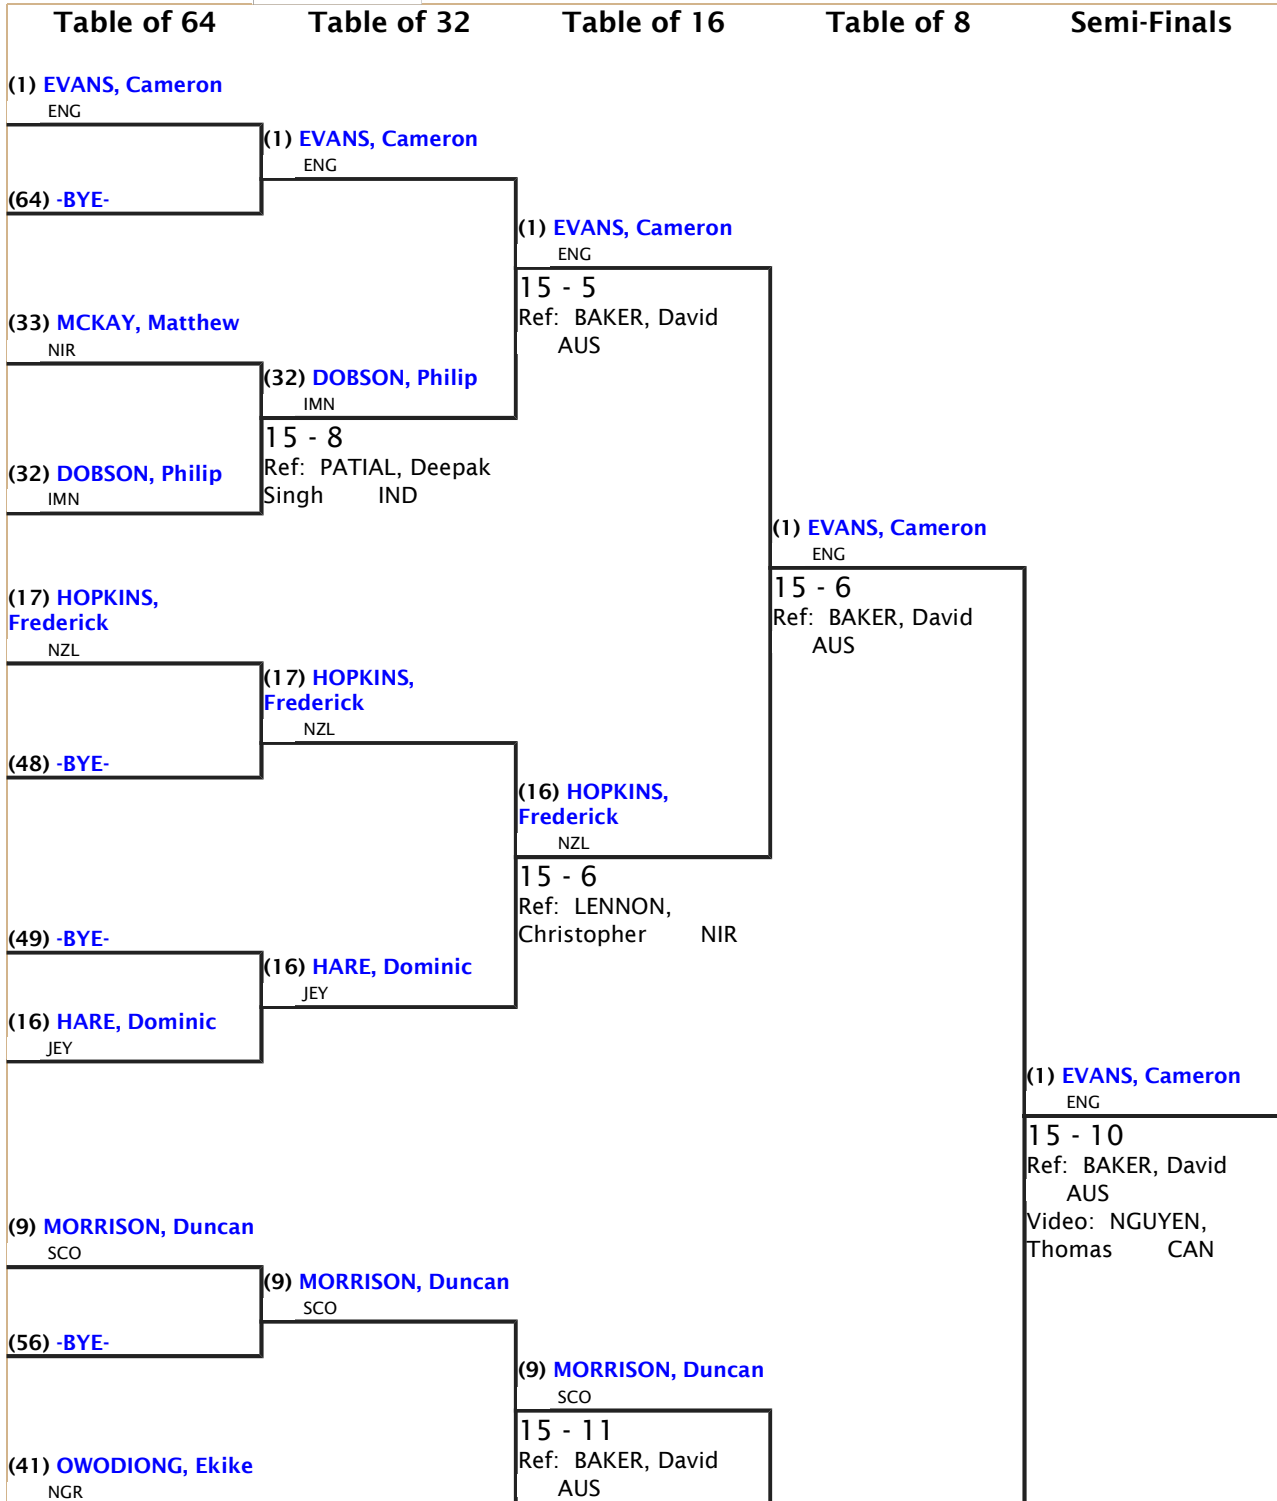 Table of 64
Table of 32
Table of 16
Table of 8
Semi-Finals
(1) EVANS, Cameron
ENG
(64) -BYE-
(33) MCKAY, Matthew
NIR
(32) DOBSON, Philip
IMN
(17) HOPKINS,
Frederick
NZL
(48) -BYE-
(49) -BYE-
(16) HARE, Dominic
JEY
(9) MORRISON, Duncan
SCO
(56) -BYE-
(41) OWODIONG, Ekike
NGR
(1) EVANS, Cameron
ENG
(32) DOBSON, Philip
IMN
15 - 8
Ref: PATIAL, Deepak
Singh IND
(17) HOPKINS,
Frederick
NZL
(16) HARE, Dominic
JEY
(9) MORRISON, Duncan
SCO
(1) EVANS, Cameron
ENG
15 - 5
Ref: BAKER, David
AUS
(16) HOPKINS,
Frederick
NZL
15 - 6
Ref: LENNON,
Christopher NIR
(9) MORRISON, Duncan
SCO
15 - 11
Ref: BAKER, David
AUS
(1) EVANS, Cameron
ENG
15 - 6
Ref: BAKER, David
AUS
(1) EVANS, Cameron
ENG
15 - 10
Ref: BAKER, David
AUS
Video: NGUYEN,
Thomas CAN